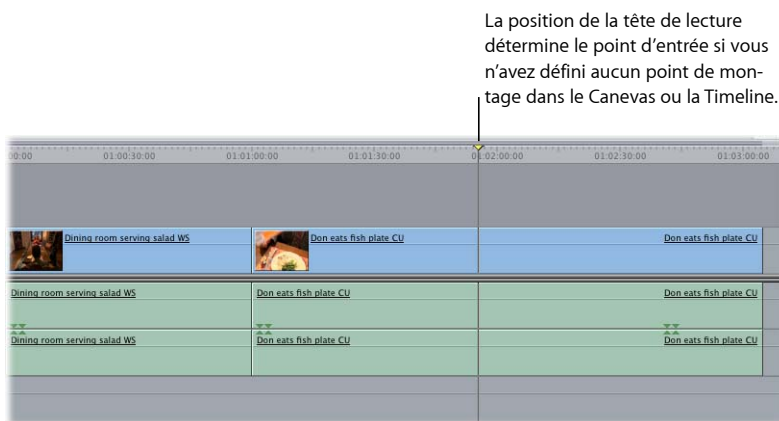 La position de la tête de lecture
détermine le point d'entrée si vous
n'avez défini aucun point de mon-
tage dans le Canevas ou la Timeline.
00:00 01:00:30:00 01:01:00:00 01:01:30:00 01:02:00:00 01:02:30:00 01:03:00:00
Dining room serving salad WS Don eats fish plate CU Don eats fish plate CU
Dining room serving salad WS Don eats fish plate CU Don eats fish plate CU
Dining room serving salad WS Don eats fish plate CU Don eats fish plate CU